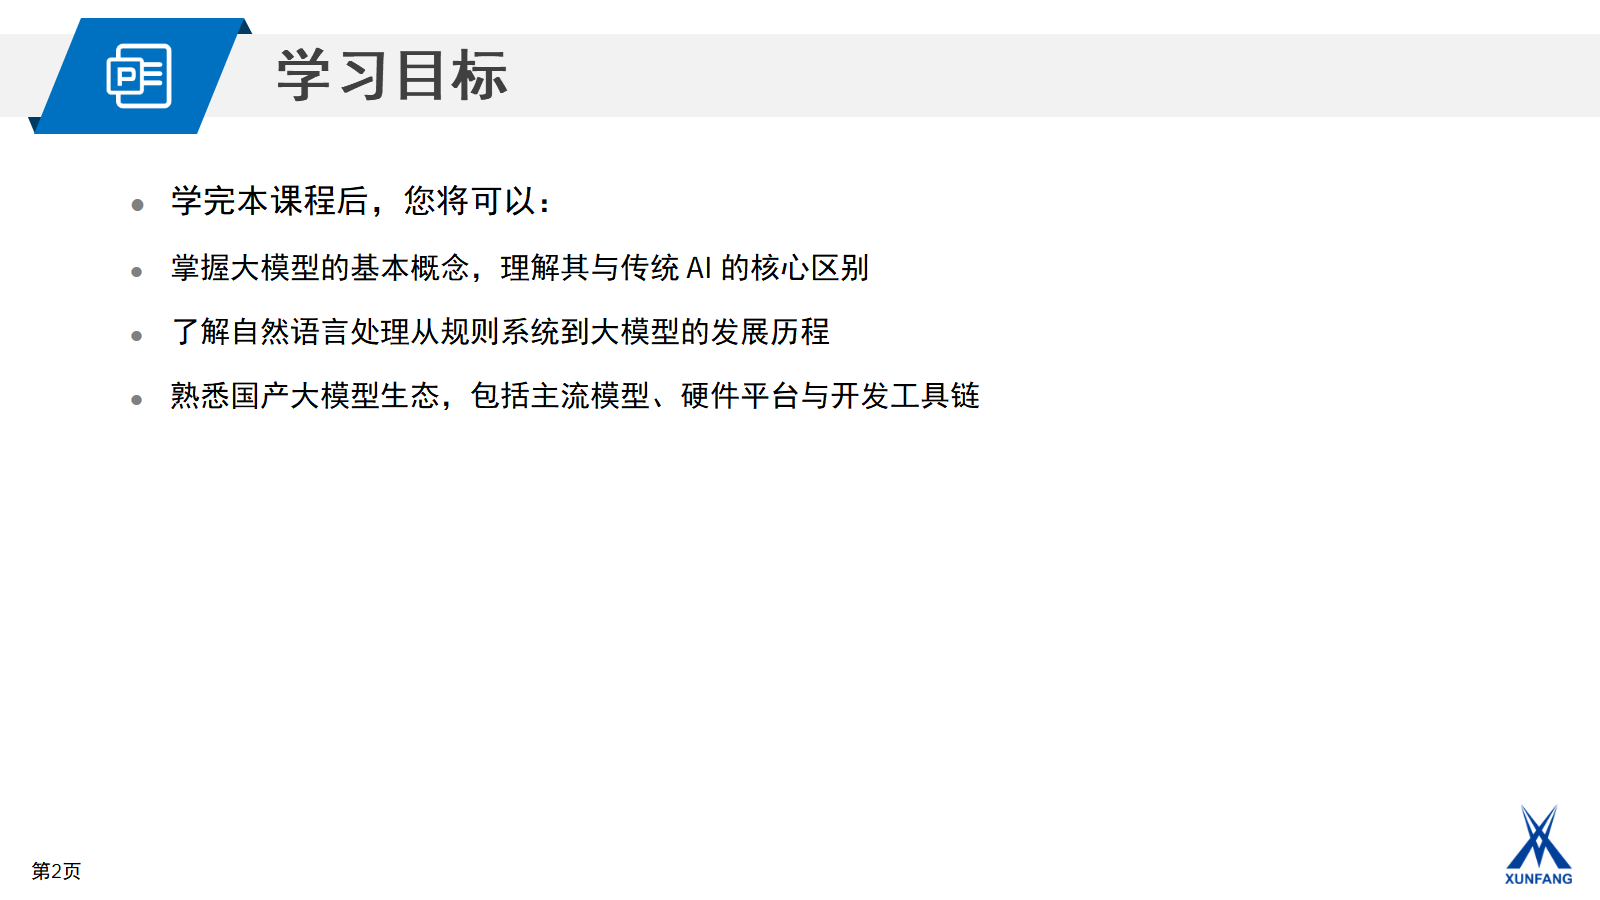 学习目标
学完本课程后，您将可以：
掌握大模型的基本概念，理解其与传统 AI 的核心区别
了解自然语言处理从规则系统到大模型的发展历程
熟悉国产大模型生态，包括主流模型、硬件平台与开发工具链
第2页
XUNFANG